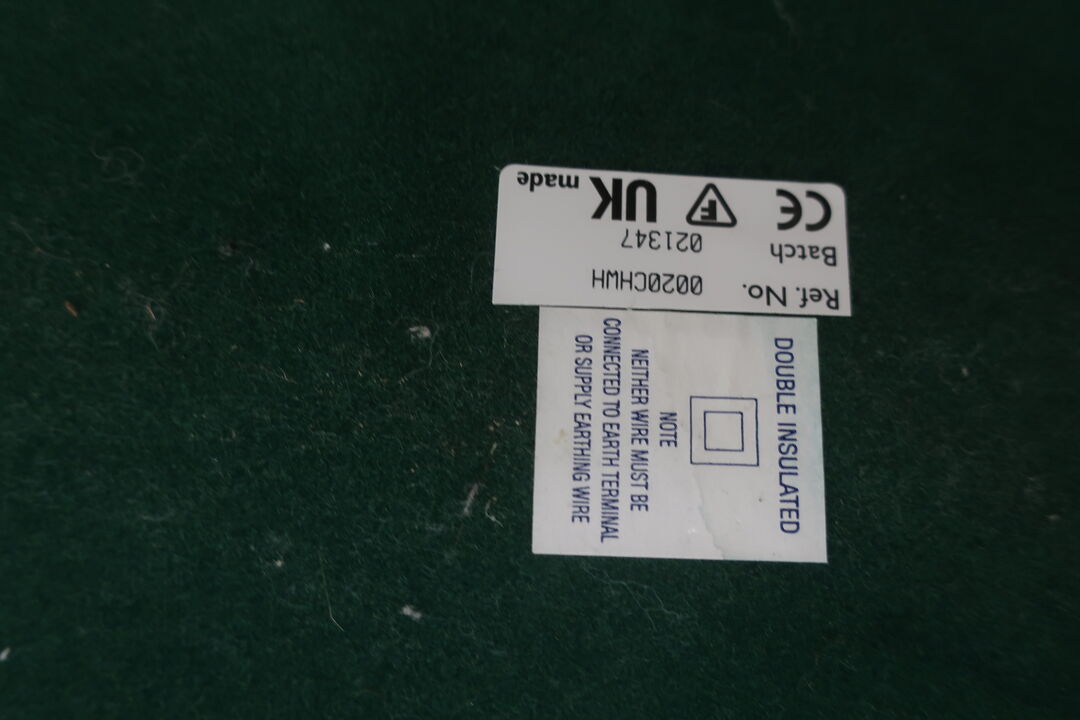 Ref. No. 0020CHWH
Batch 021347
CE F UK made
DOUBLE INSULATED
NOTE
NEITHER WIRE MUST BE
CONNECTED TO EARTH TERMINAL
OR SUPPLY EARTHING WIRE